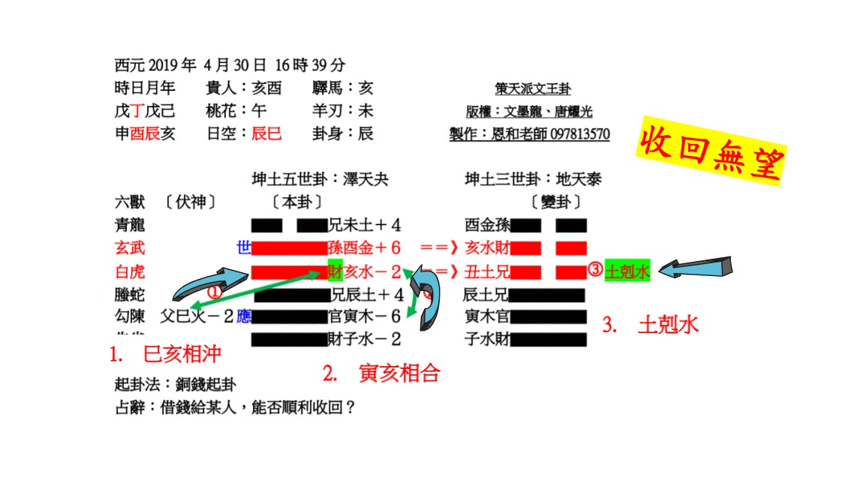 西元 2019 年 4 月 30 日 16 時 39 分
時日月年 貴人：亥酉 驛馬：亥
戊丁戊己 桃花：午 羊刃：未
申酉辰亥 日空：辰巳 卦身：辰
策天派文王卦
版權：文墨龍、唐耀光
製作：恩和老師 097813570
收回無望
坤土五世卦：澤天夬 坤土三世卦：地天泰
六獸 〔伏神〕 〔本卦〕 〔變卦〕
青龍 兄未土＋4 酉金孫
玄武 世 孫酉金＋6 ＝＝》亥水財
白虎 財亥水－2 ＝＝》丑土兄 ③土剋水
螣蛇 ① 兄辰土＋4 辰土兄
勾陳 父巳火－2 應 官寅木－6 寅木官
財子水－2 子水財
3. 土剋水
1. 巳亥相沖
2. 寅亥相合
起卦法：銅錢起卦
占辭：借錢給某人，能否順利收回？